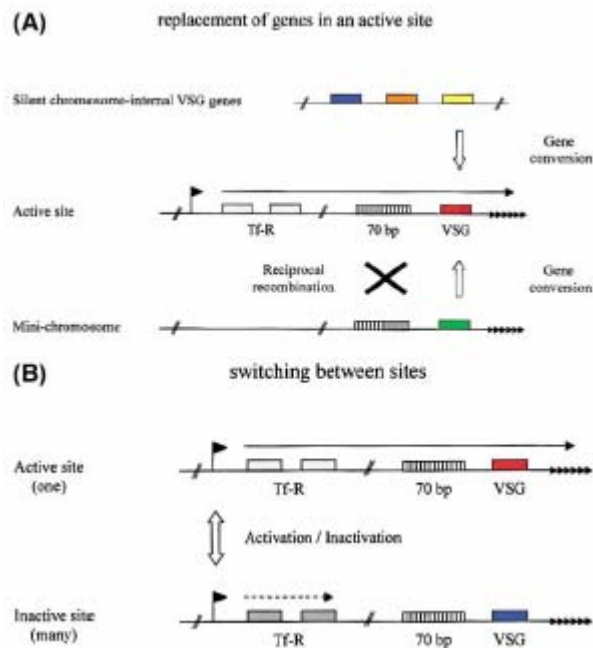 (A)
replacement of genes in an active site
Silent chromosome-internal VSG genes
Gene
conversion
Active site
Tf-R
70 bp
VSG
Reciprocal
recombination
Gene
conversion
Mini-chromosome
(B)
switching between sites
Active site
(one)
Tf-R
70 bp
VSG
Activation / Inactivation
Inactive site
(many)
Tf-R
70 bp
VSG